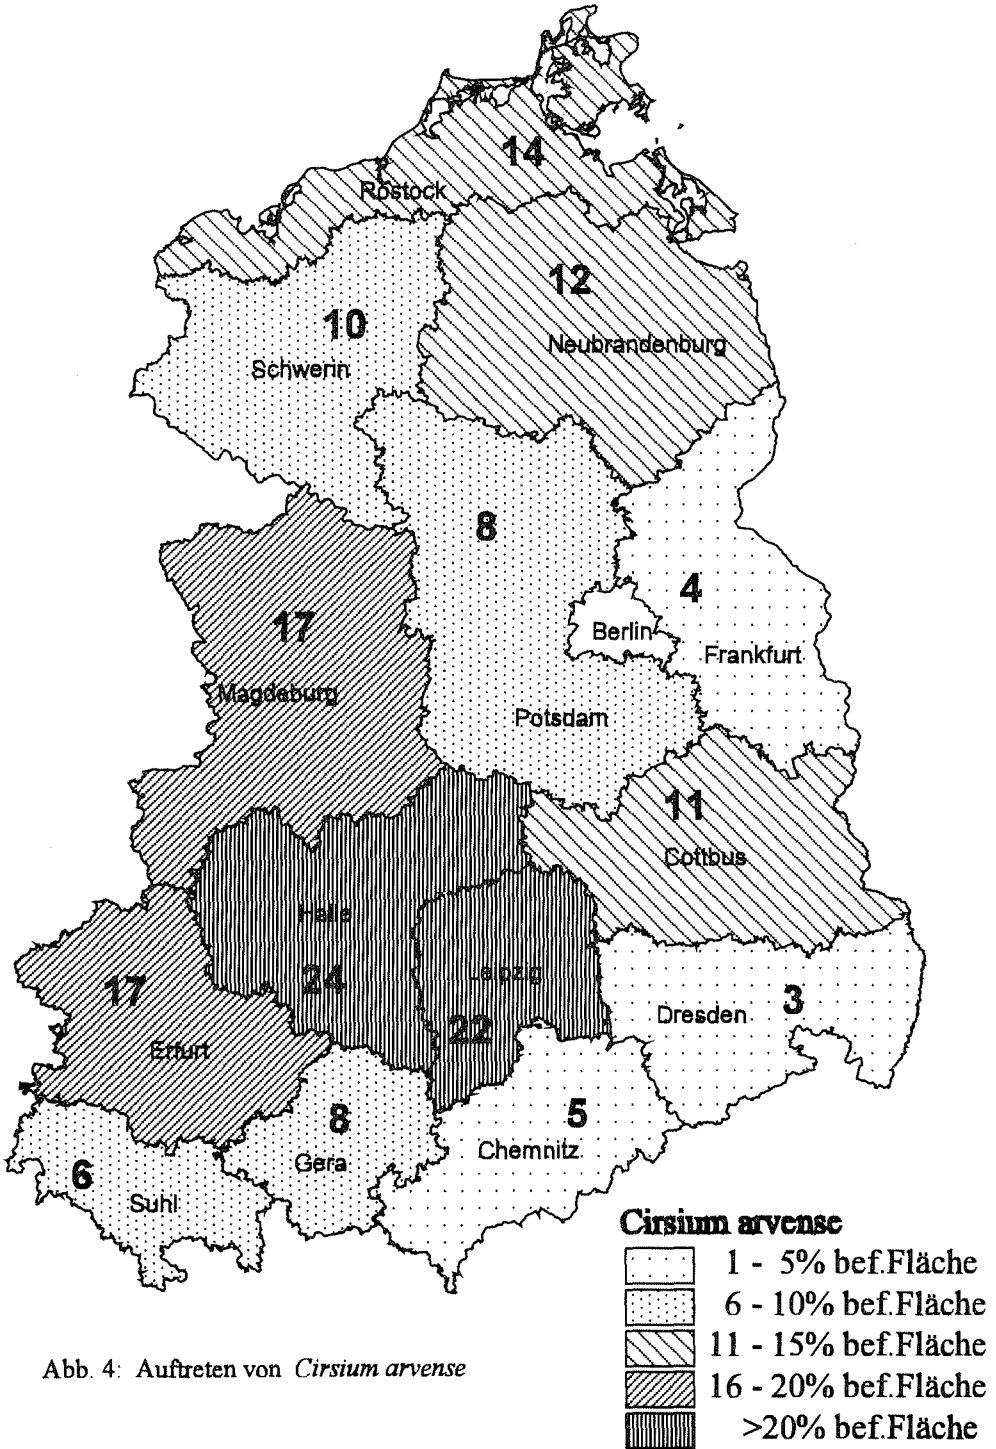 14
Rostock
12
Neubrandenburg
10
Schwerin
8
4
Berlin
Frankfurt
17
Magdeburg
Potsdam
11
Cottbus
Halle
24
Leipzig
22
17
Erfurt
3
Dresden
8
Gera
5
Chemnitz
6
Suhl
Cirsium arvense
1 - 5% bef.Fläche
6 - 10% bef.Fläche
11 - 15% bef.Fläche
16 - 20% bef.Fläche
>20% bef.Fläche
Abb. 4: Auftreten von Cirsium arvense